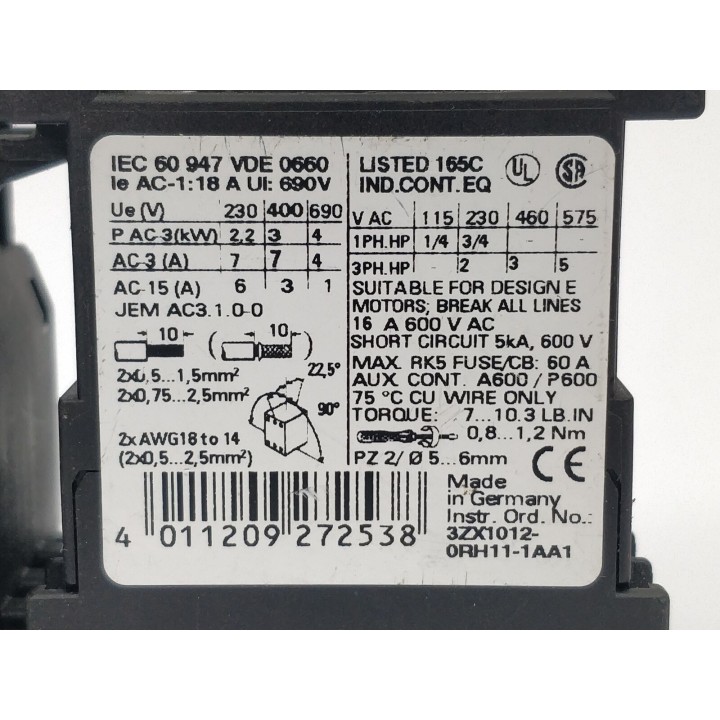 IEC 60 947 VDE 0660
Ie AC-1:18 A UI: 690V
Ue (V) 230 400 690
P AC-3(kW) 2,2 3 4
AC-3 (A) 7 7 4
AC-15 (A) 6 3 1
JEM AC3.1.0-0
10 ( 10 )
2x0,5...1,5mm²
2x0,75...2,5mm²
22,5°
90°
2x AWG18 to 14
(2x0,5...2,5mm²)
LISTED 165C UL SA
IND.CONT.EQ
V AC 115 230 460 575
1PH.HP 1/4 3/4 - -
3PH.HP - 2 3 5
SUITABLE FOR DESIGN E
MOTORS; BREAK ALL LINES
16 A 600 V AC
SHORT CIRCUIT 5kA, 600 V
MAX. RK5 FUSE/CB: 60 A
AUX. CONT. A600 / P600
75 °C CU WIRE ONLY
TORQUE: 7...10.3 LB.IN
0,8...1,2 Nm
PZ 2/ Ø 5...6mm CE
4 011209 272538
Made
in Germany
Instr. Ord. No.:
3ZX1012-
0RH11-1AA1